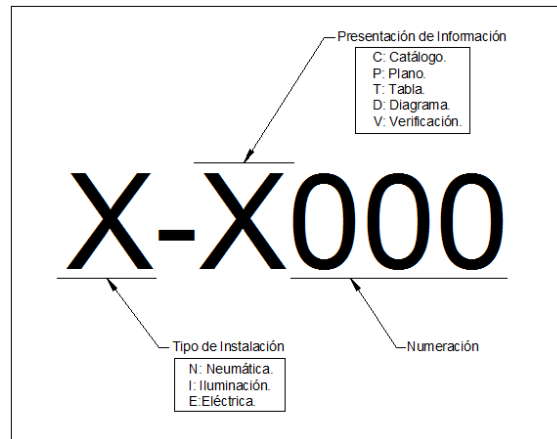 Presentación de Información
C: Catálogo.
P: Plano.
T: Tabla.
D: Diagrama.
V: Verificación.
X-X000
Tipo de Instalación
N: Neumática.
I: Iluminación.
E:Eléctrica.
Numeración